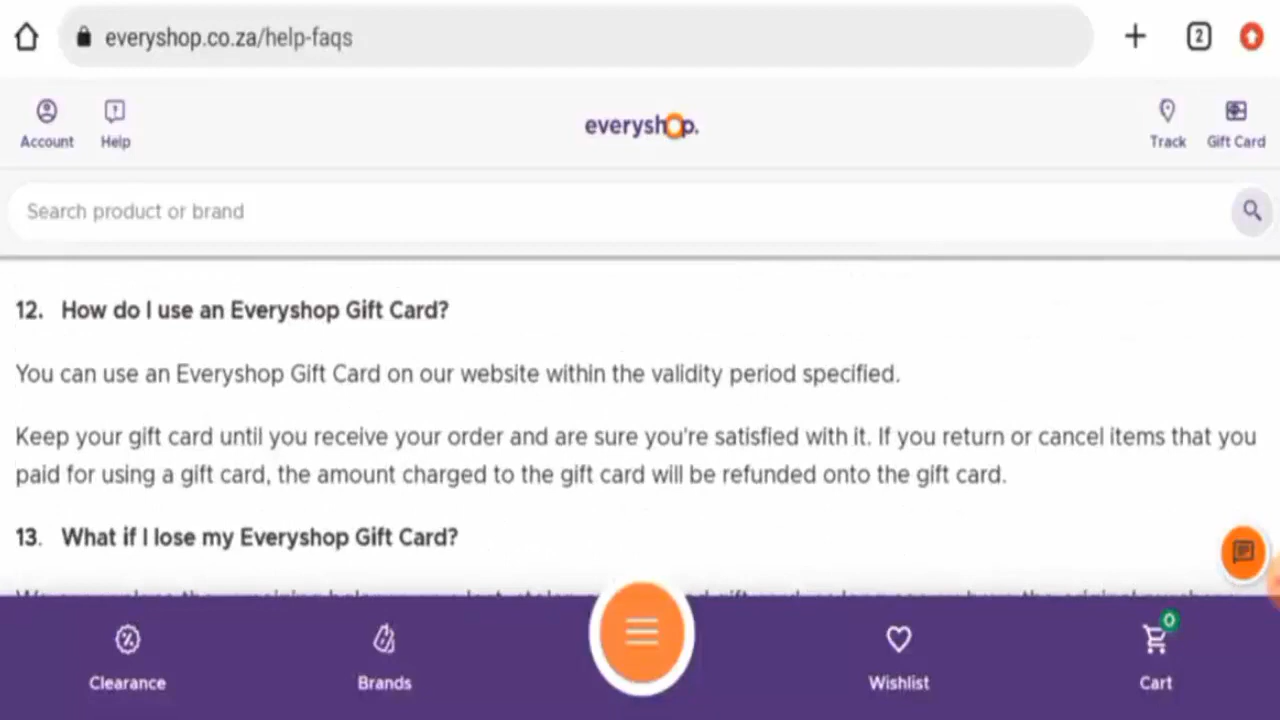 everyshop.co.za/help-faqs
2
Account
Help
everyshop.
Track
Gift Card
Search product or brand
12. How do I use an Everyshop Gift Card?
You can use an Everyshop Gift Card on our website within the validity period specified.
Keep your gift card until you receive your order and are sure you're satisfied with it. If you return or cancel items that you
paid for using a gift card, the amount charged to the gift card will be refunded onto the gift card.
13. What if I lose my Everyshop Gift Card?
0
Clearance
Brands
Wishlist
Cart